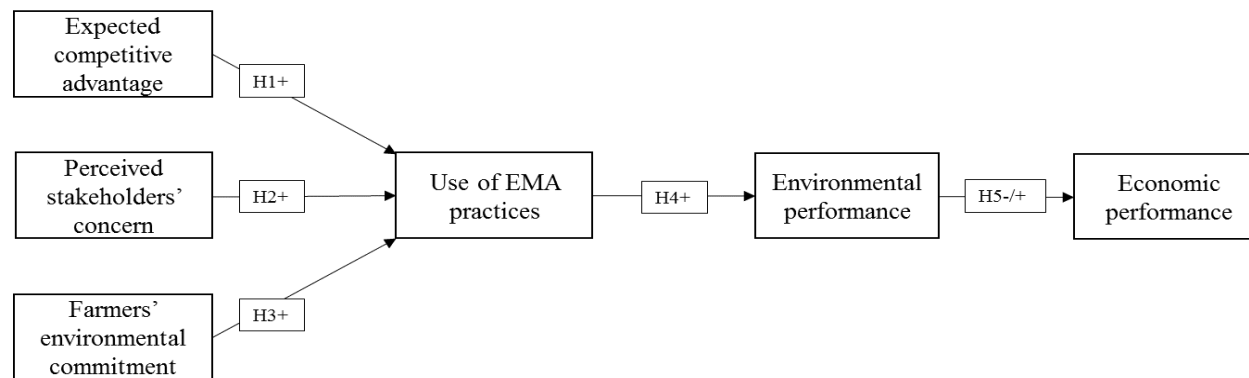 Expected
competitive
advantage
H1+
Perceived
stakeholders’
concern
H2+
Farmers’
environmental
commitment
H3+
Use of EMA
practices
H4+
Environmental
performance
H5-/+
Economic
performance